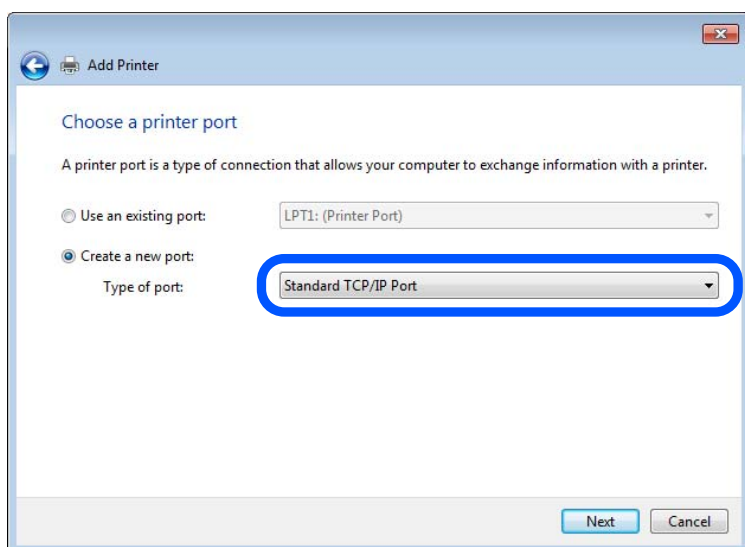 Add Printer
Choose a printer port
A printer port is a type of connection that allows your computer to exchange information with a printer.
Use an existing port: LPT1: (Printer Port)
Create a new port:
Type of port: Standard TCP/IP Port
Next Cancel